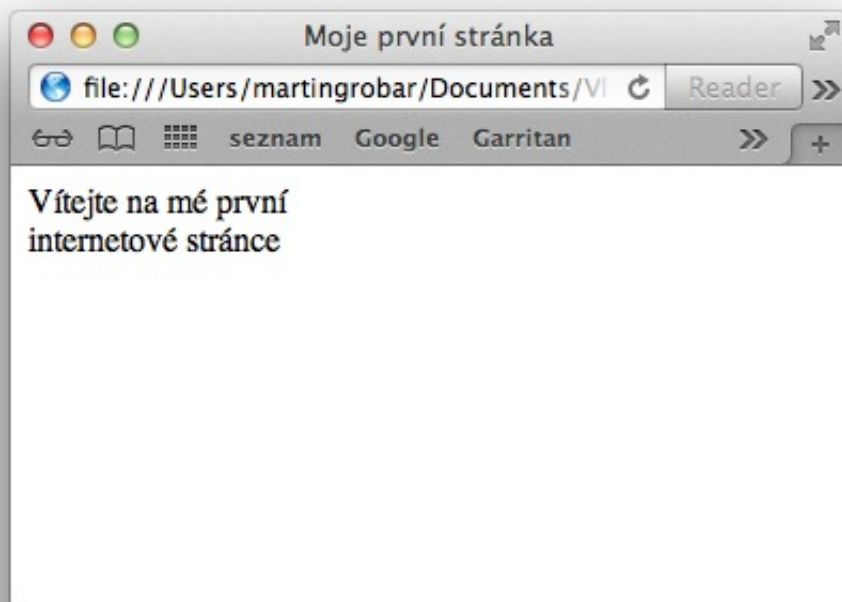 Moje první stránka
file:///Users/martingrobar/Documents/Vl
Reader
seznam Google Garritan
Vítejte na mé první
internetové stránce